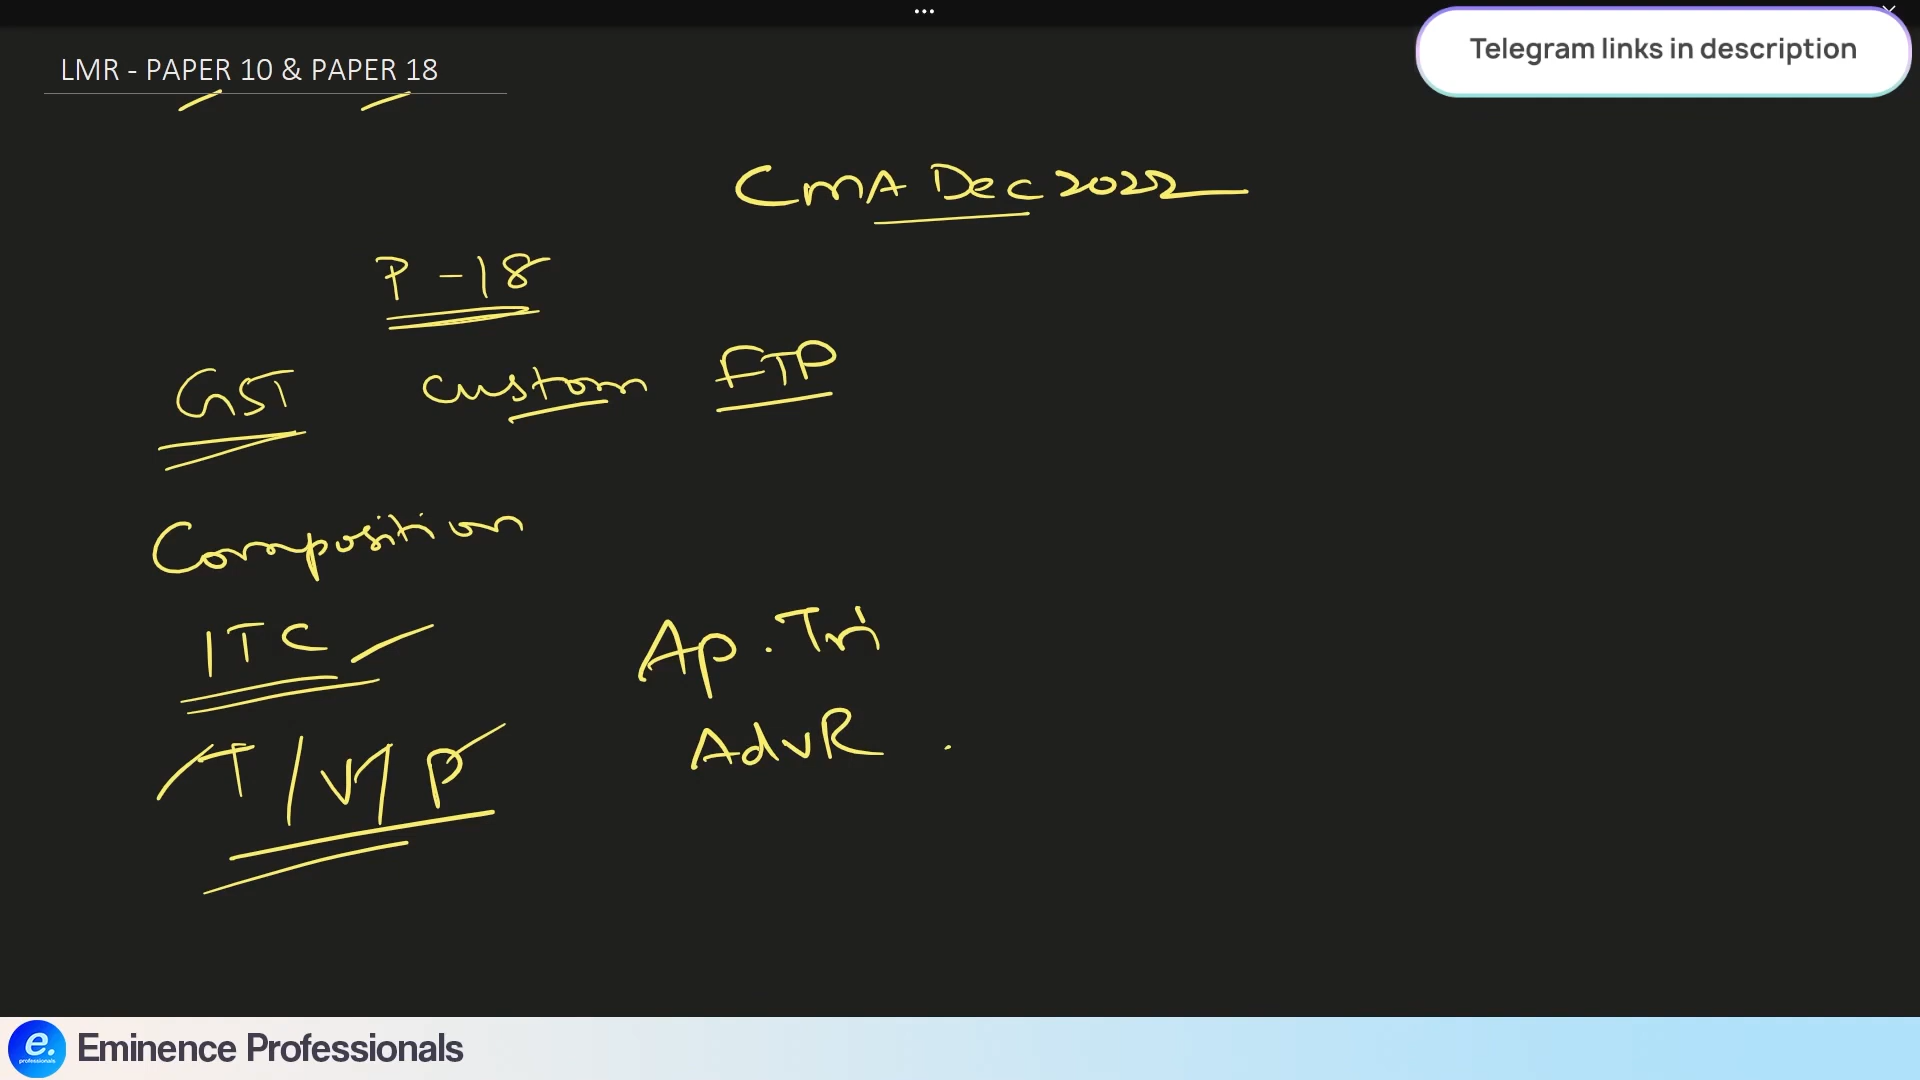 ...
Telegram links in description
LMR - PAPER 10 & PAPER 18
CMA Dec 2022
P - 18
GST custom FTP
Composition
ITC
Ap. Tri
T/V/P
AdvR .
e.
professionals
Eminence Professionals